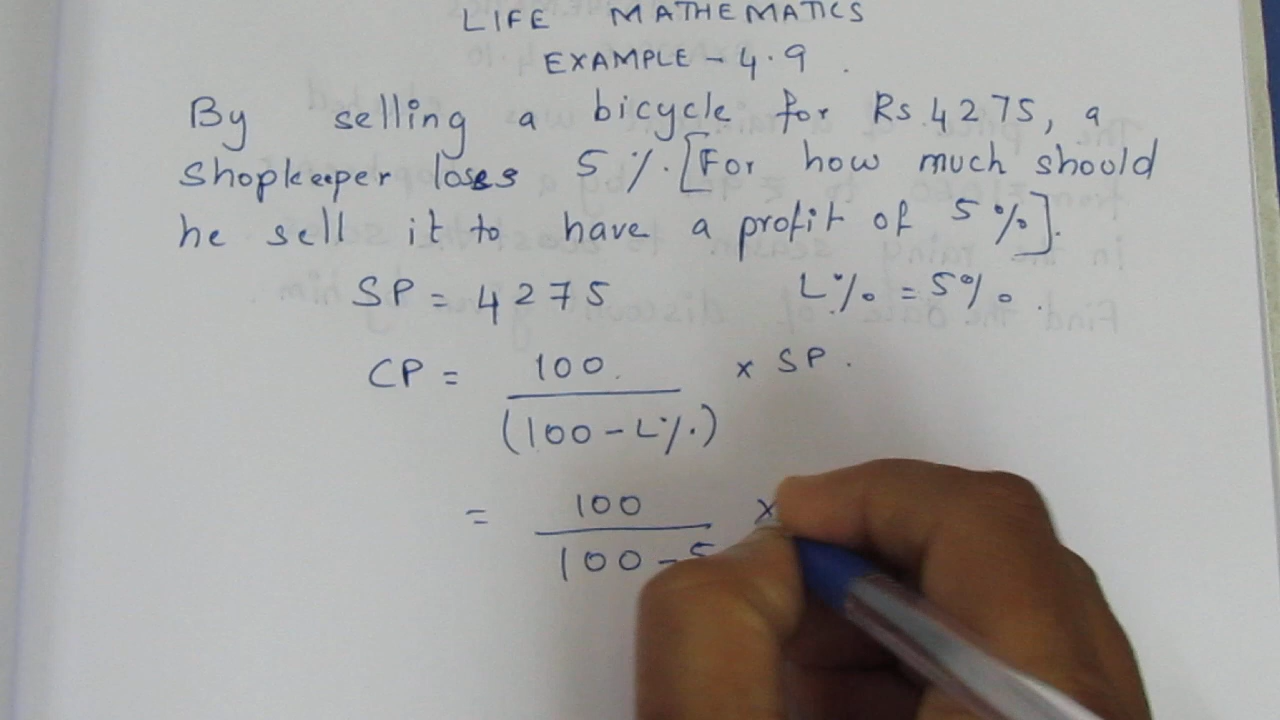 LIFE MATHEMATICS
EXAMPLE - 4.9.
By selling a bicycle for Rs.4275, a
shopkeeper loses 5%. [For how much should
he sell it to have a profit of 5%].
SP = 4275 L% = 5%.
CP = 100 / (100 - L%) × SP.
= 100 / 100 - 5 ×